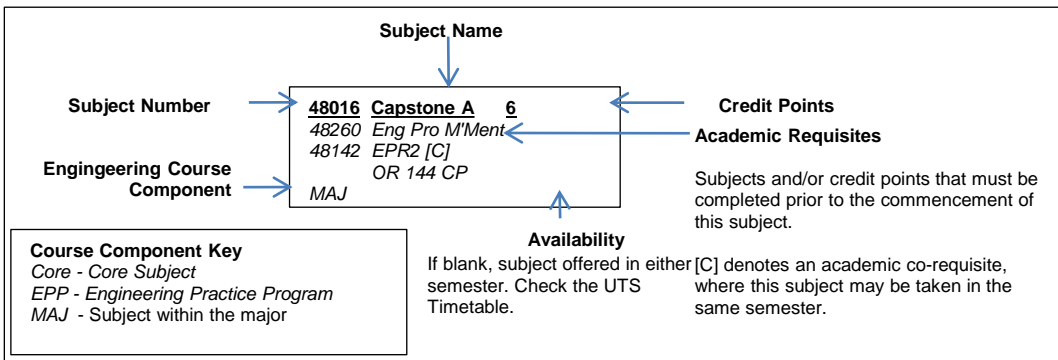 Subject Name
Subject Number
48016 Capstone A 6
Credit Points
48260 Eng Pro M'Ment
Academic Requisites
48142 EPR2 [C]
OR 144 CP
Engingeering Course
Component
MAJ
Subjects and/or credit points that must be
completed prior to the commencement of
this subject.
Availability
If blank, subject offered in either
semester. Check the UTS
Timetable.
[C] denotes an academic co-requisite,
where this subject may be taken in the
same semester.
Course Component Key
Core - Core Subject
EPP - Engineering Practice Program
MAJ - Subject within the major